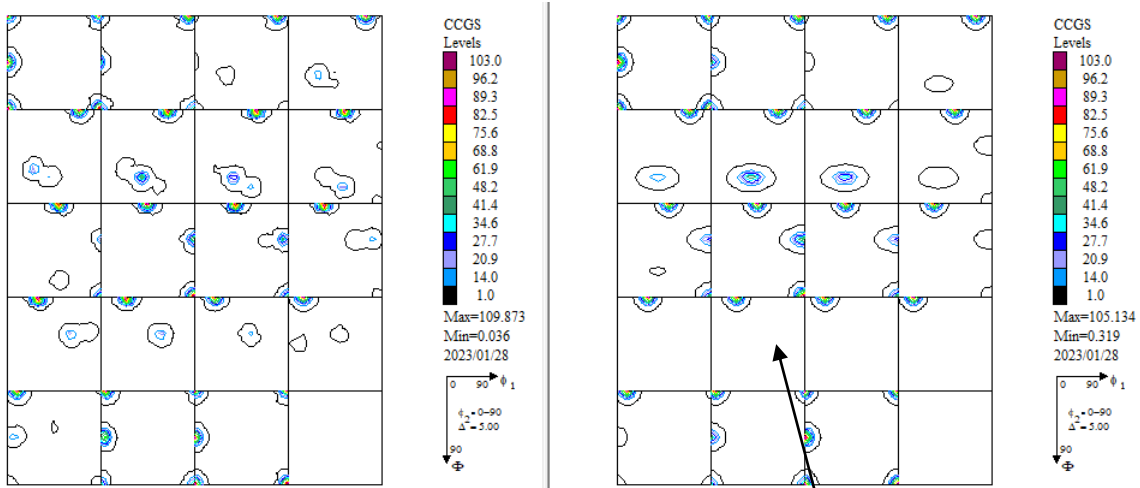 CCGS
Levels
103.0
96.2
89.3
82.5
75.6
68.8
61.9
48.2
41.4
34.6
27.7
20.9
14.0
1.0
Max=109.873
Min=0.036
2023/01/28
0 90 ϕ1
ϕ2=0-90
Δ=5.00
90
Φ
CCGS
Levels
103.0
96.2
89.3
82.5
75.6
68.8
61.9
48.2
41.4
34.6
27.7
20.9
14.0
1.0
Max=105.134
Min=0.319
2023/01/28
0 90 ϕ1
ϕ2=0-90
Δ=5.00
90
Φ